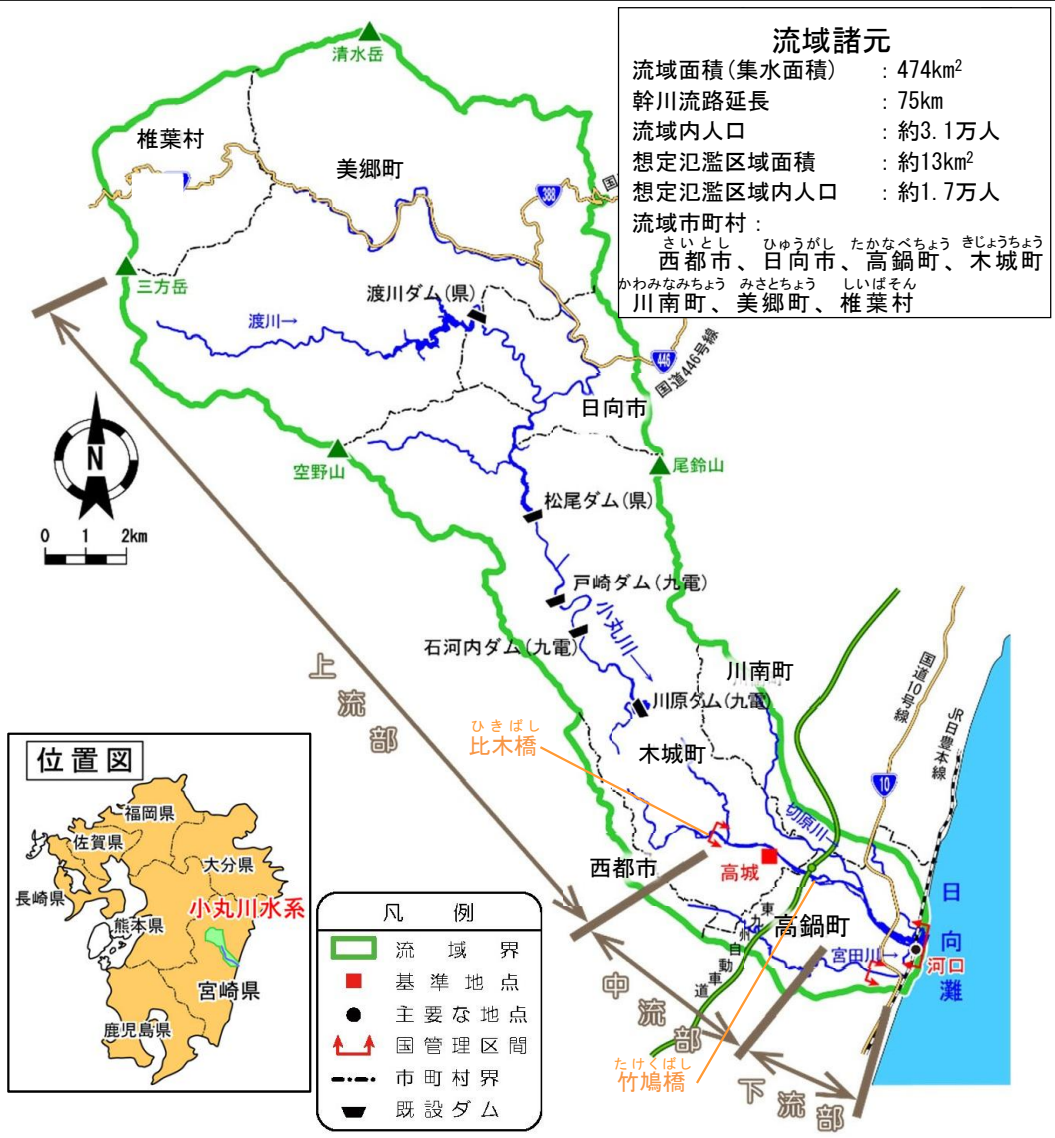 流域諸元
流域面積(集水面積) : 474km²
幹川流路延長 : 75km
流域内人口 : 約3.1万人
想定氾濫区域面積 : 約13km²
想定氾濫区域内人口 : 約1.7万人
流域市町村 :
さいとし ひゅうがし たかなべちょう きじょうちょう
西都市、日向市、高鍋町、木城町
かわみなみちょう みさとちょう しいばそん
川南町、美郷町、椎葉村
清水岳
椎葉村
美郷町
388
三方岳
渡川ダム(県)
渡川→
446
国道446号線
日向市
N
空野山
尾鈴山
0 1 2km
松尾ダム(県)
戸崎ダム(九電)
小丸川→
石河内ダム(九電)
川南町
国道10号線
JR日豊本線
川原ダム(九電)
上流部
ひきばし
比木橋
木城町
10
切原川→
西都市
高城
日向灘
高鍋町
東九州自動車道
宮田川→
河口
中流部
たけくばし
竹鳩橋
下流部
位置図
福岡県
佐賀県
大分県
長崎県
熊本県
小丸川水系
宮崎県
鹿児島県
凡例
流域界
基準地点
主要な地点
国管理区間
市町村界
既設ダム